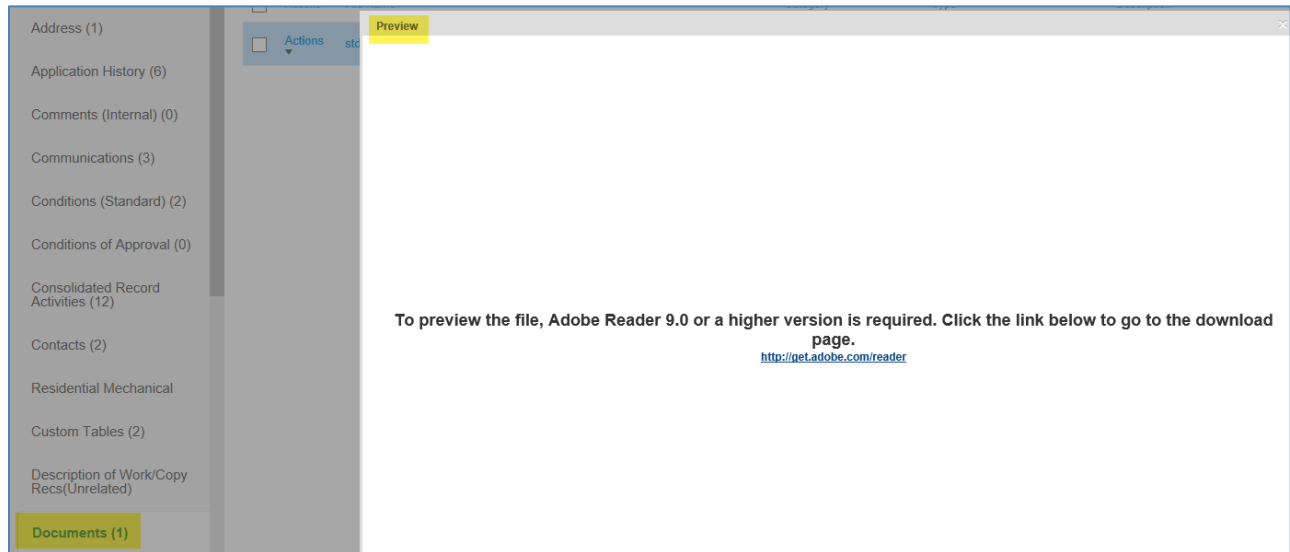 Address (1)
Application History (6)
Comments (Internal) (0)
Communications (3)
Conditions (Standard) (2)
Conditions of Approval (0)
Consolidated Record
Activities (12)
Contacts (2)
Residential Mechanical
Custom Tables (2)
Description of Work/Copy
Recs(Unrelated)
Documents (1)
Actions
Preview
To preview the file, Adobe Reader 9.0 or a higher version is required. Click the link below to go to the download
page.
http://get.adobe.com/reader